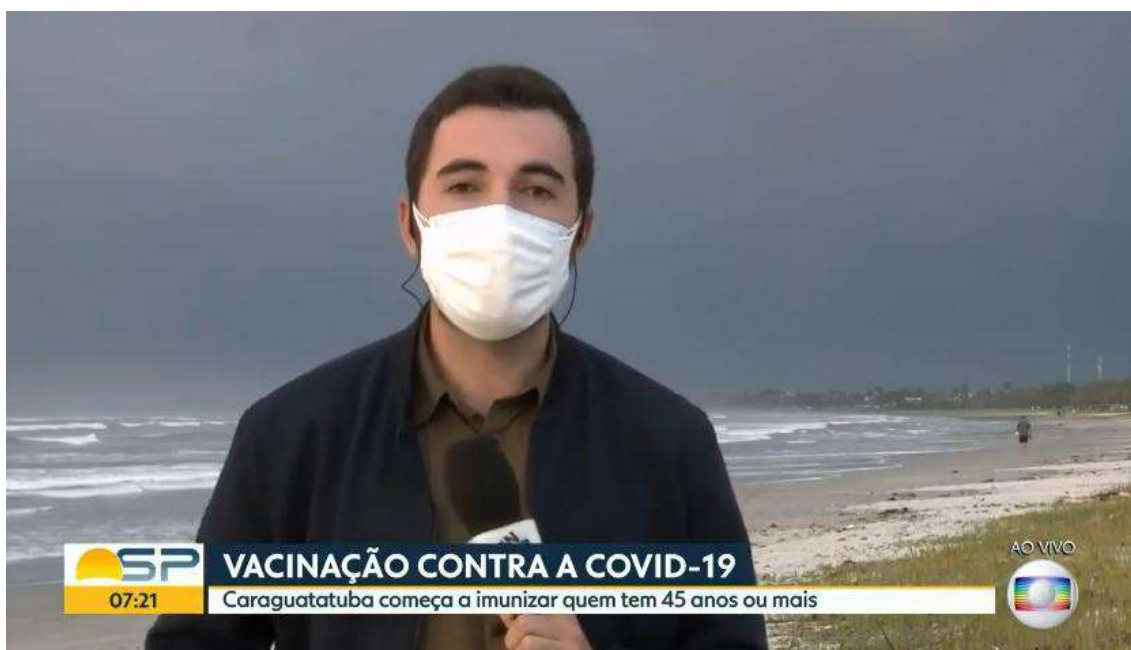 SP
VACINAÇÃO CONTRA A COVID-19
07:21
Caraguatatuba começa a imunizar quem tem 45 anos ou mais
AO VIVO